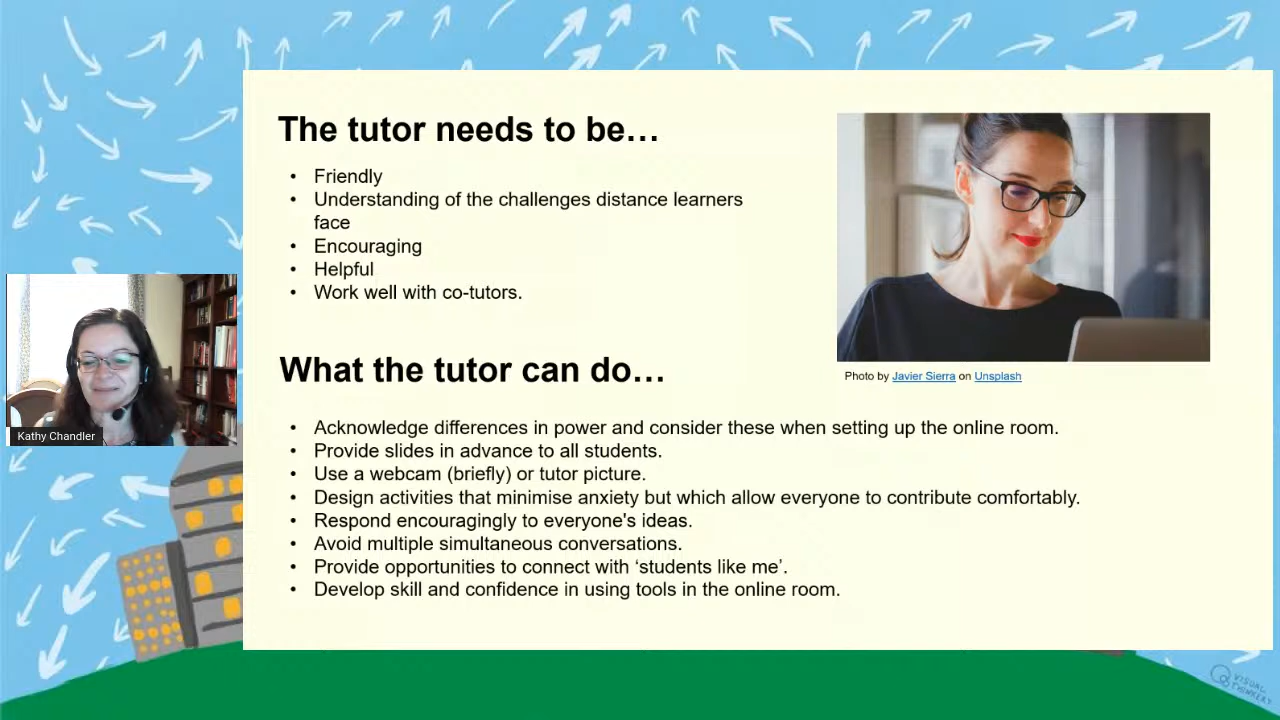 The tutor needs to be…
• Friendly
• Understanding of the challenges distance learners
face
• Encouraging
• Helpful
• Work well with co-tutors.
Photo by Javier Sierra on Unsplash
What the tutor can do…
• Acknowledge differences in power and consider these when setting up the online room.
• Provide slides in advance to all students.
• Use a webcam (briefly) or tutor picture.
• Design activities that minimise anxiety but which allow everyone to contribute comfortably.
• Respond encouragingly to everyone's ideas.
• Avoid multiple simultaneous conversations.
• Provide opportunities to connect with ‘students like me’.
• Develop skill and confidence in using tools in the online room.
Kathy Chandler
VISUAL
THINKERY